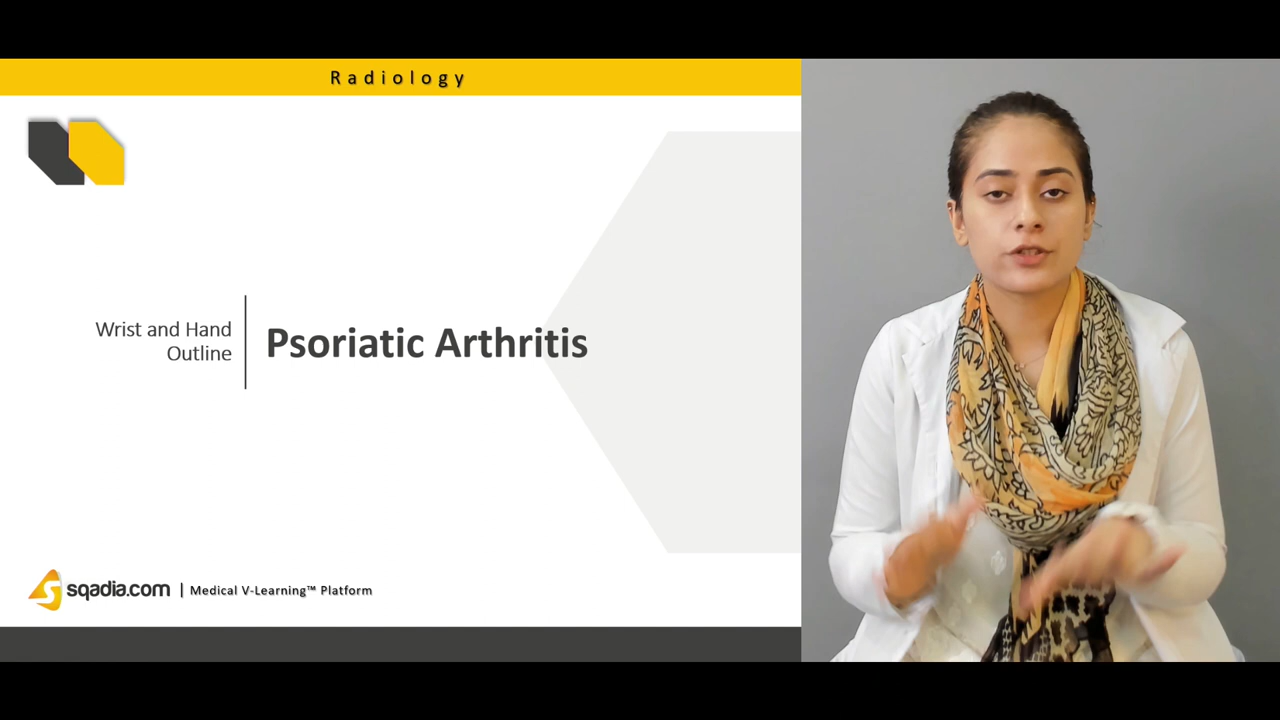 Radiology
Wrist and Hand
Outline
Psoriatic Arthritis
sqadia.com | Medical V-Learning™ Platform